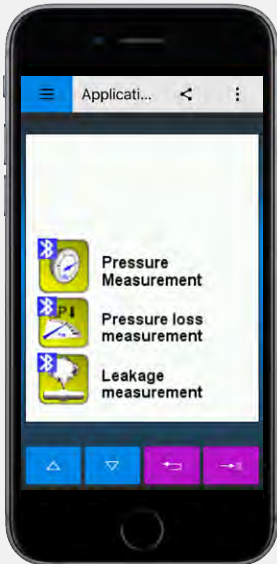 Applicati...
Pressure
Measurement
P
Pressure loss
measurement
Leakage
measurement